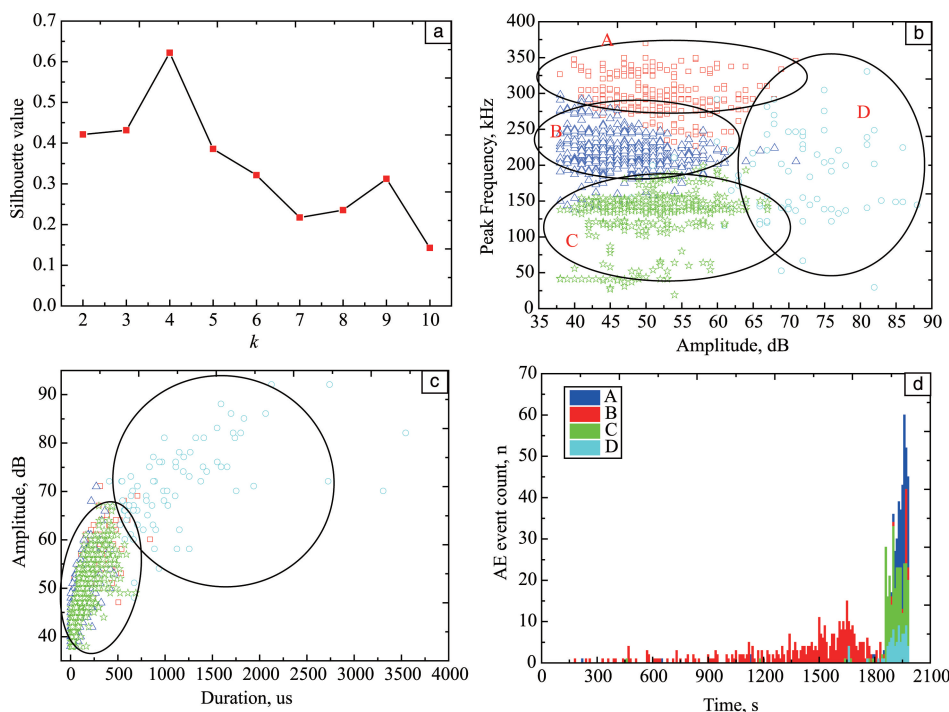 a
Silhouette value
0.7
0.6
0.5
0.4
0.3
0.2
0.1
0.0
2 3 4 5 6 7 8 9 10
k
b
Peak Frequency, kHz
400
350
300
250
200
150
100
50
0
A
B
C
D
35 40 45 50 55 60 65 70 75 80 85 90
Amplitude, dB
c
Amplitude, dB
90
80
70
60
50
40
0 500 1000 1500 2000 2500 3000 3500 4000
Duration, us
d
AE event count, n
70
60
50
40
30
20
10
0
A
B
C
D
0 300 600 900 1200 1500 1800 2100
Time, s